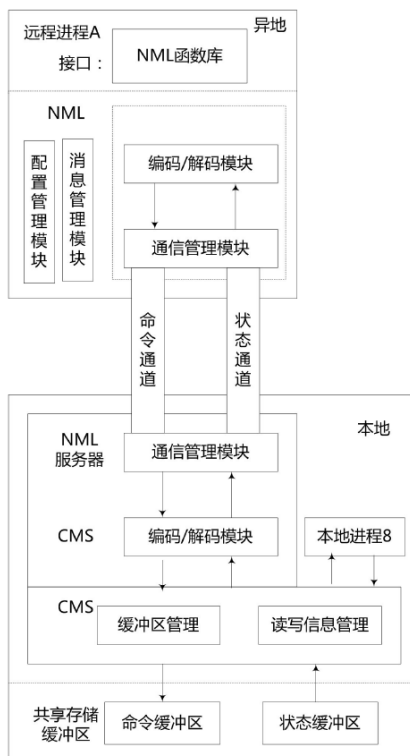 异地
远程进程A
接口：
NML函数库
NML
配置管理模块
消息管理模块
编码/解码模块
通信管理模块
命令通道
状态通道
本地
NML
服务器
通信管理模块
CMS
编码/解码模块
本地进程8
CMS
缓冲区管理
读写信息管理
共享存储
缓冲区
命令缓冲区
状态缓冲区